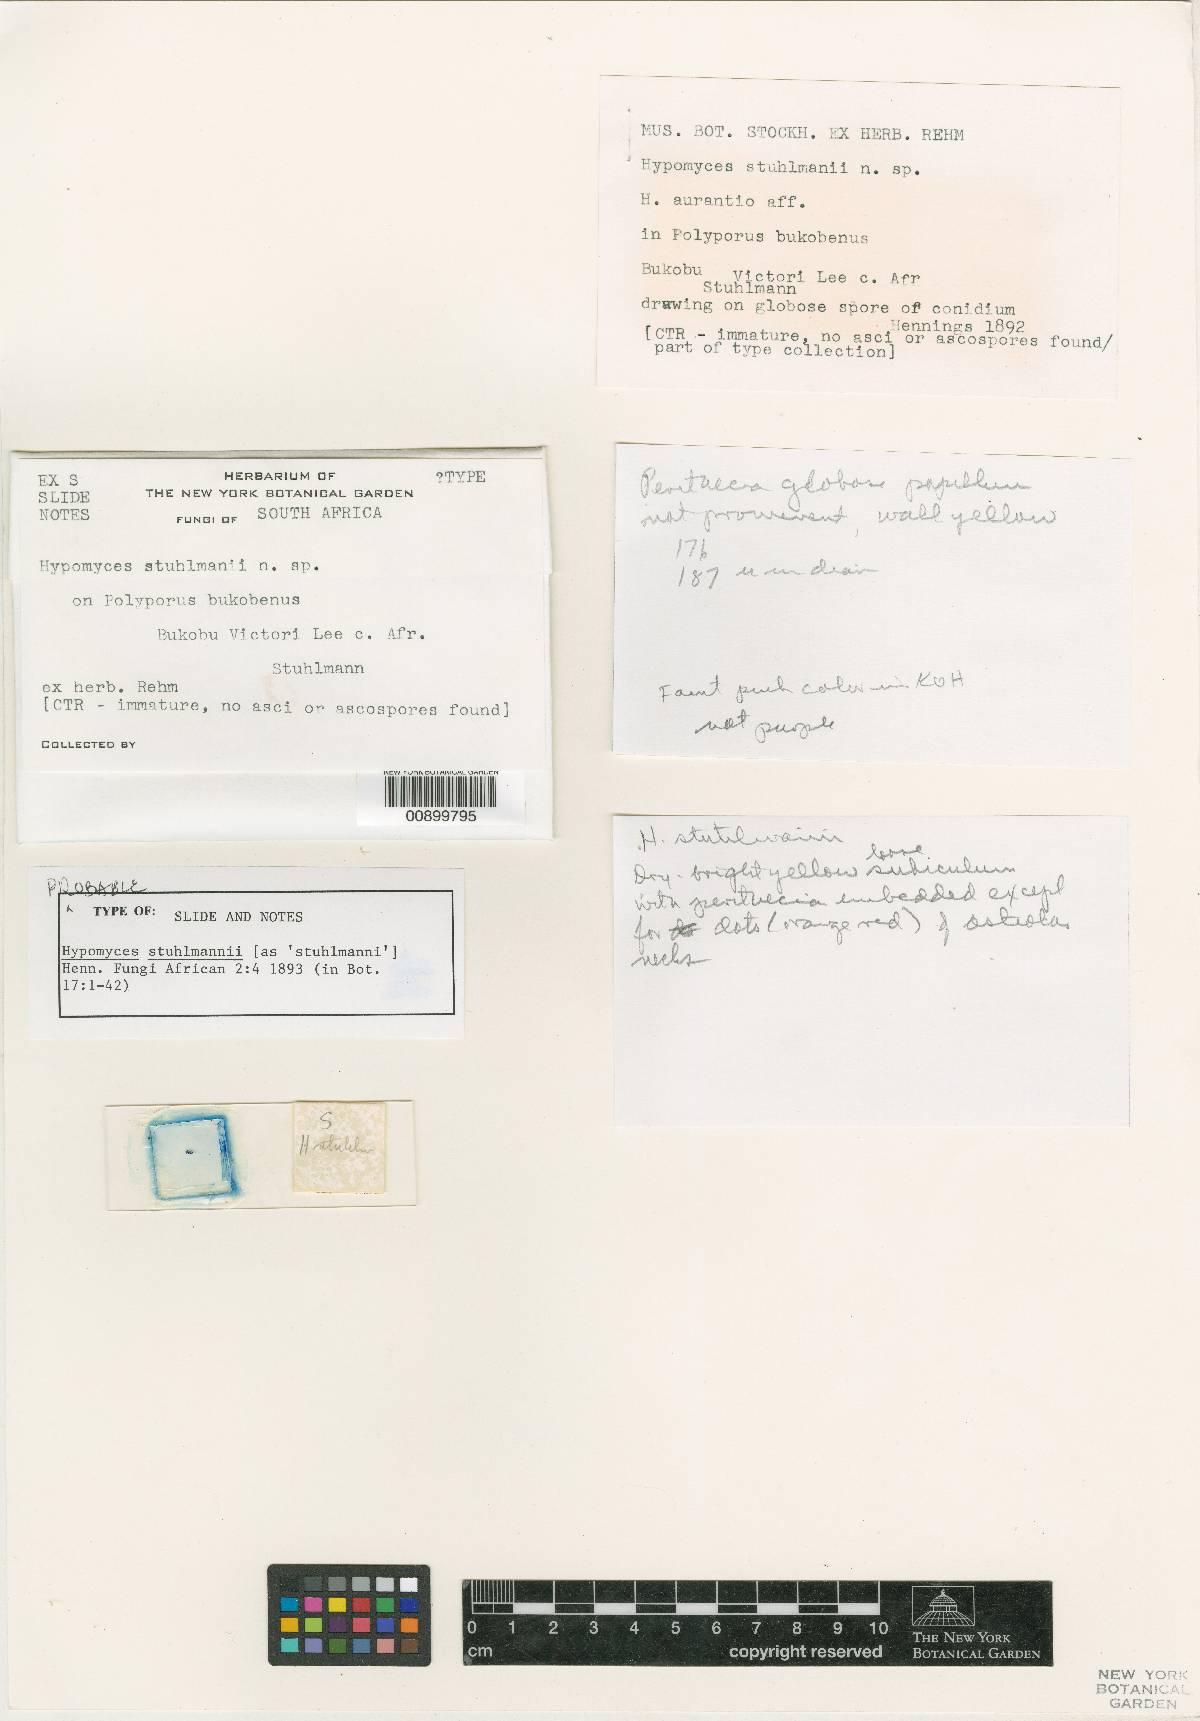 MUS. BOT. STOCKH. EX HERB. REHM
Hypomyces stuhlmanii n. sp.
H. aurantio aff.
in Polyporus bukobenus
Bukobu Victori Lee c. Afr
Stuhlmann
drawing on globose spore of conidium
Hennings 1892
[CTR - immature, no asci or ascospores found/
part of type collection]
EX S
SLIDE
NOTES
HERBARIUM OF
THE NEW YORK BOTANICAL GARDEN
FUNGI OF SOUTH AFRICA
?TYPE
Hypomyces stuhlmanii n. sp.
on Polyporus bukobenus
Bukobu Victori Lee c. Afr.
Stuhlmann
ex herb. Rehm
[CTR - immature, no asci or ascospores found]
COLLECTED BY
NEW YORK BOTANICAL GARDEN
00899795
Perithecia globose papillum
not prominent, wall yellow
176
187 u in diam
Faint pink color in KOH
not purple
H. stuhlmanii
Dry - bright yellow loose subiculum
with perithecia embedded except
for dots (orange red) of
necks
PROBABLE
^ TYPE OF: SLIDE AND NOTES
Hypomyces stuhlmannii [as 'stuhlmanni']
Henn. Fungi African 2:4 1893 (in Bot.
17:1-42)
S
H stuhlm
0 1 2 3 4 5 6 7 8 9 10
cm
copyright reserved
THE NEW YORK
BOTANICAL GARDEN
NEW YORK
BOTANICAL
GARDEN